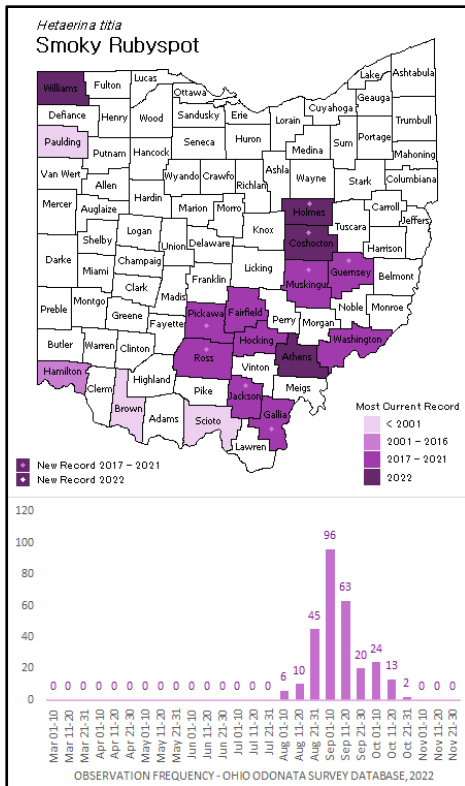 Hetaerina titia
Smoky Rubyspot
Williams Fulton Lucas Ottawa Lake Ashtabula
Geauga
Defiance Henry Wood Sandusky Erie Lorain Cuyahoga Trumbull
Paulding Putnam Hancock Seneca Huron Medina Sum Portage Mahoning
Van Wert Allen Wyando Crawfo Richlan Ashla Wayne Stark Columbiana
Mercer Auglaize Hardin Marion Morro Holmes Carroll Jeffers
Shelby Logan Union Delaware Knox Coshocton Tuscara Harrison
Darke Miami Champaig Licking Muskingu Guernsey Belmont
Clark Madis Franklin
Preble Montgo Greene Fayette Pickawa Fairfield Perry Morgan Noble Monroe
Butler Warren Clinton Ross Hocking Athens Washington
Hamilton Clerm Highland Vinton Meigs
Brown Adams Pike Scioto Jackson Gallia
Lawren
New Record 2017 - 2021
New Record 2022
Most Current Record
< 2001
2001 - 2016
2017 - 2021
2022
120
100
80
60
40
20
0
0 0 0 0 0 0 0 0 0 0 0 0 0 0 0 6 10 45 96 63 20 24 13 2 0 0 0
Mar 01-10
Mar 11-20
Mar 21-31
Apr 01-10
Apr 11-20
Apr 21-30
May 01-10
May 11-20
May 21-31
Jun 01-10
Jun 11-20
Jun 21-30
Jul 01-10
Jul 11-20
Jul 21-31
Aug 01-10
Aug 11-20
Aug 21-31
Sep 01-10
Sep 11-20
Sep 21-30
Oct 01-10
Oct 11-20
Oct 21-31
Nov 01-10
Nov 11-20
Nov 21-30
OBSERVATION FREQUENCY - OHIO ODONATA SURVEY DATABASE, 2022